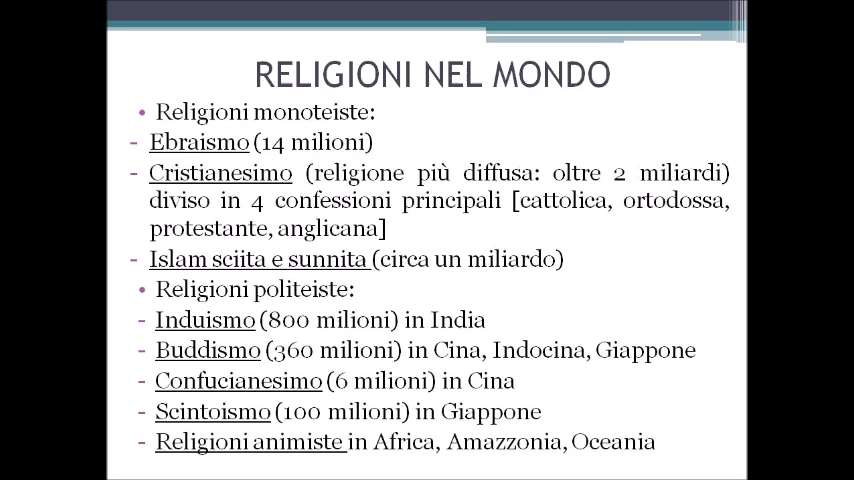 RELIGIONI NEL MONDO
• Religioni monoteiste:
- Ebraismo (14 milioni)
- Cristianesimo (religione più diffusa: oltre 2 miliardi)
diviso in 4 confessioni principali [cattolica, ortodossa,
protestante, anglicana]
- Islam sciita e sunnita (circa un miliardo)
• Religioni politeiste:
- Induismo (800 milioni) in India
- Buddismo (360 milioni) in Cina, Indocina, Giappone
- Confucianesimo (6 milioni) in Cina
- Scintoismo (100 milioni) in Giappone
- Religioni animiste in Africa, Amazzonia, Oceania